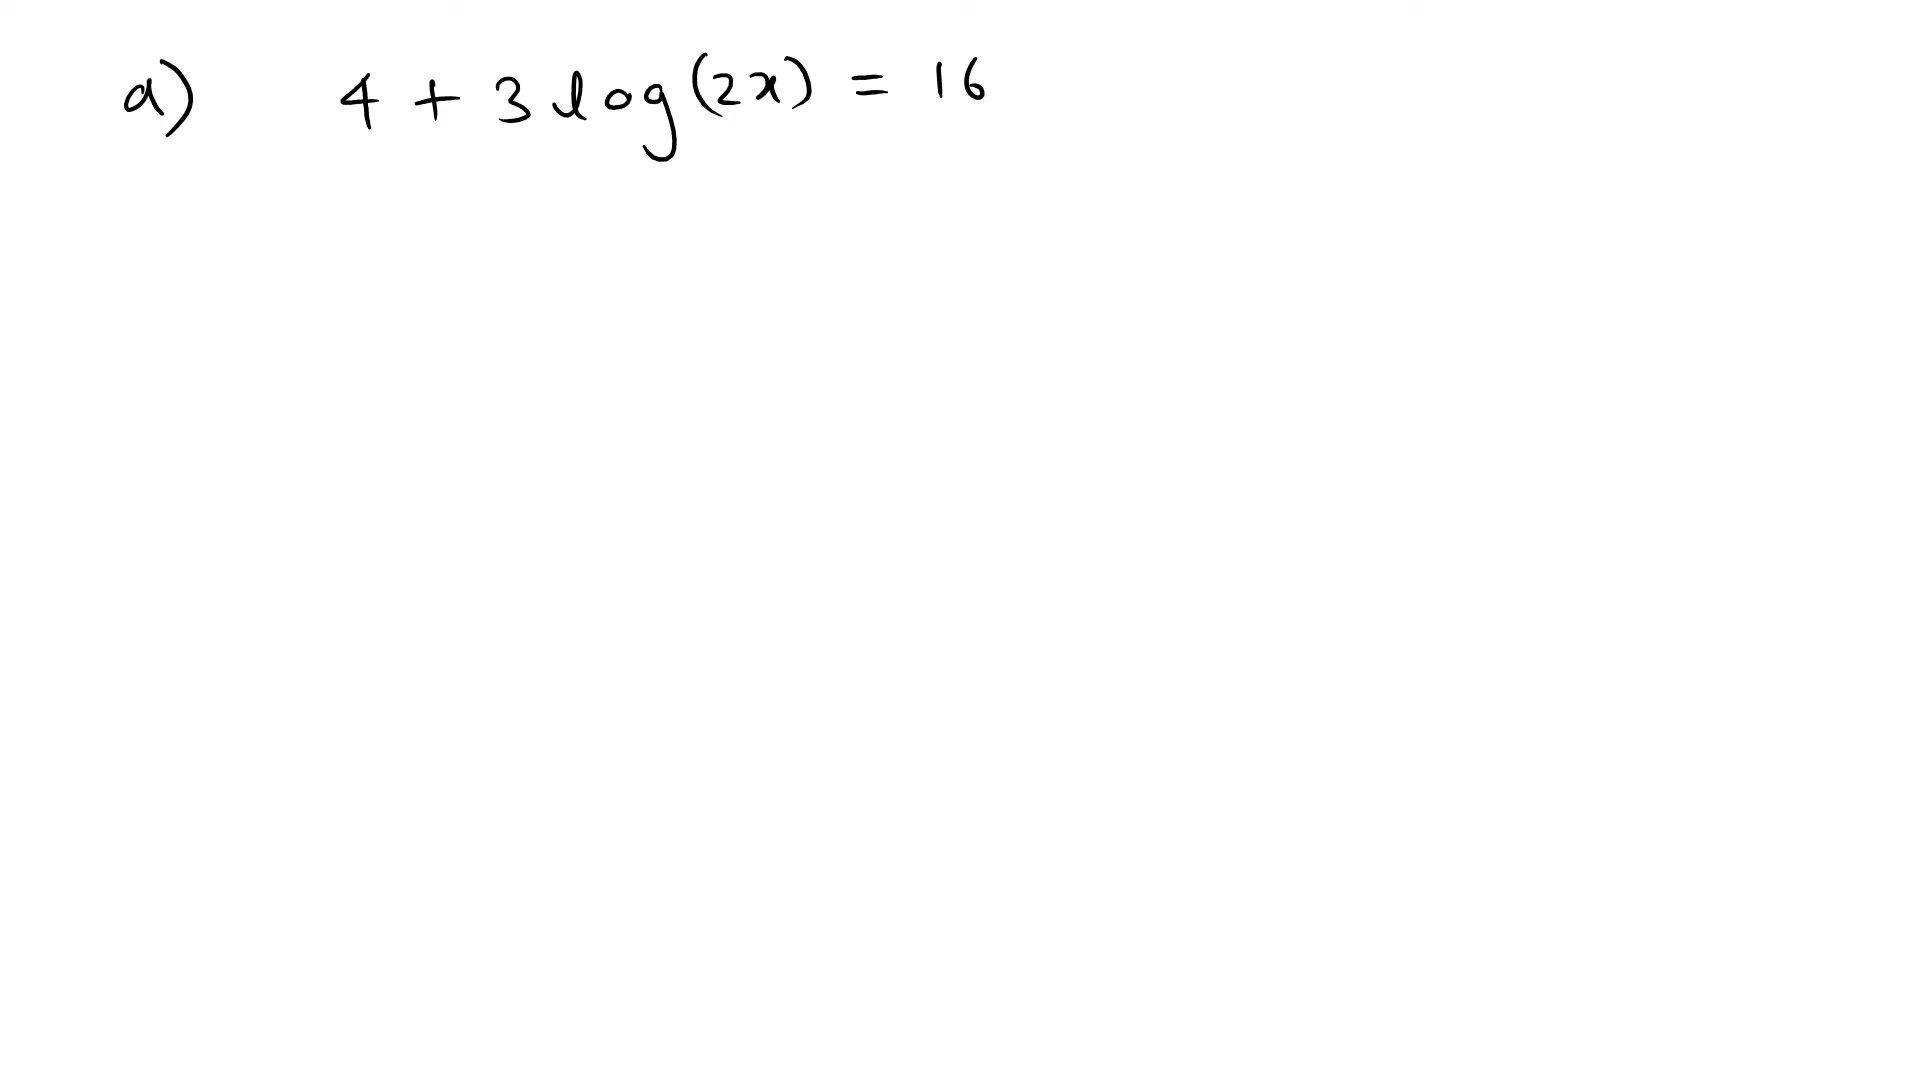 a) 4 + 3 log(2x) = 16